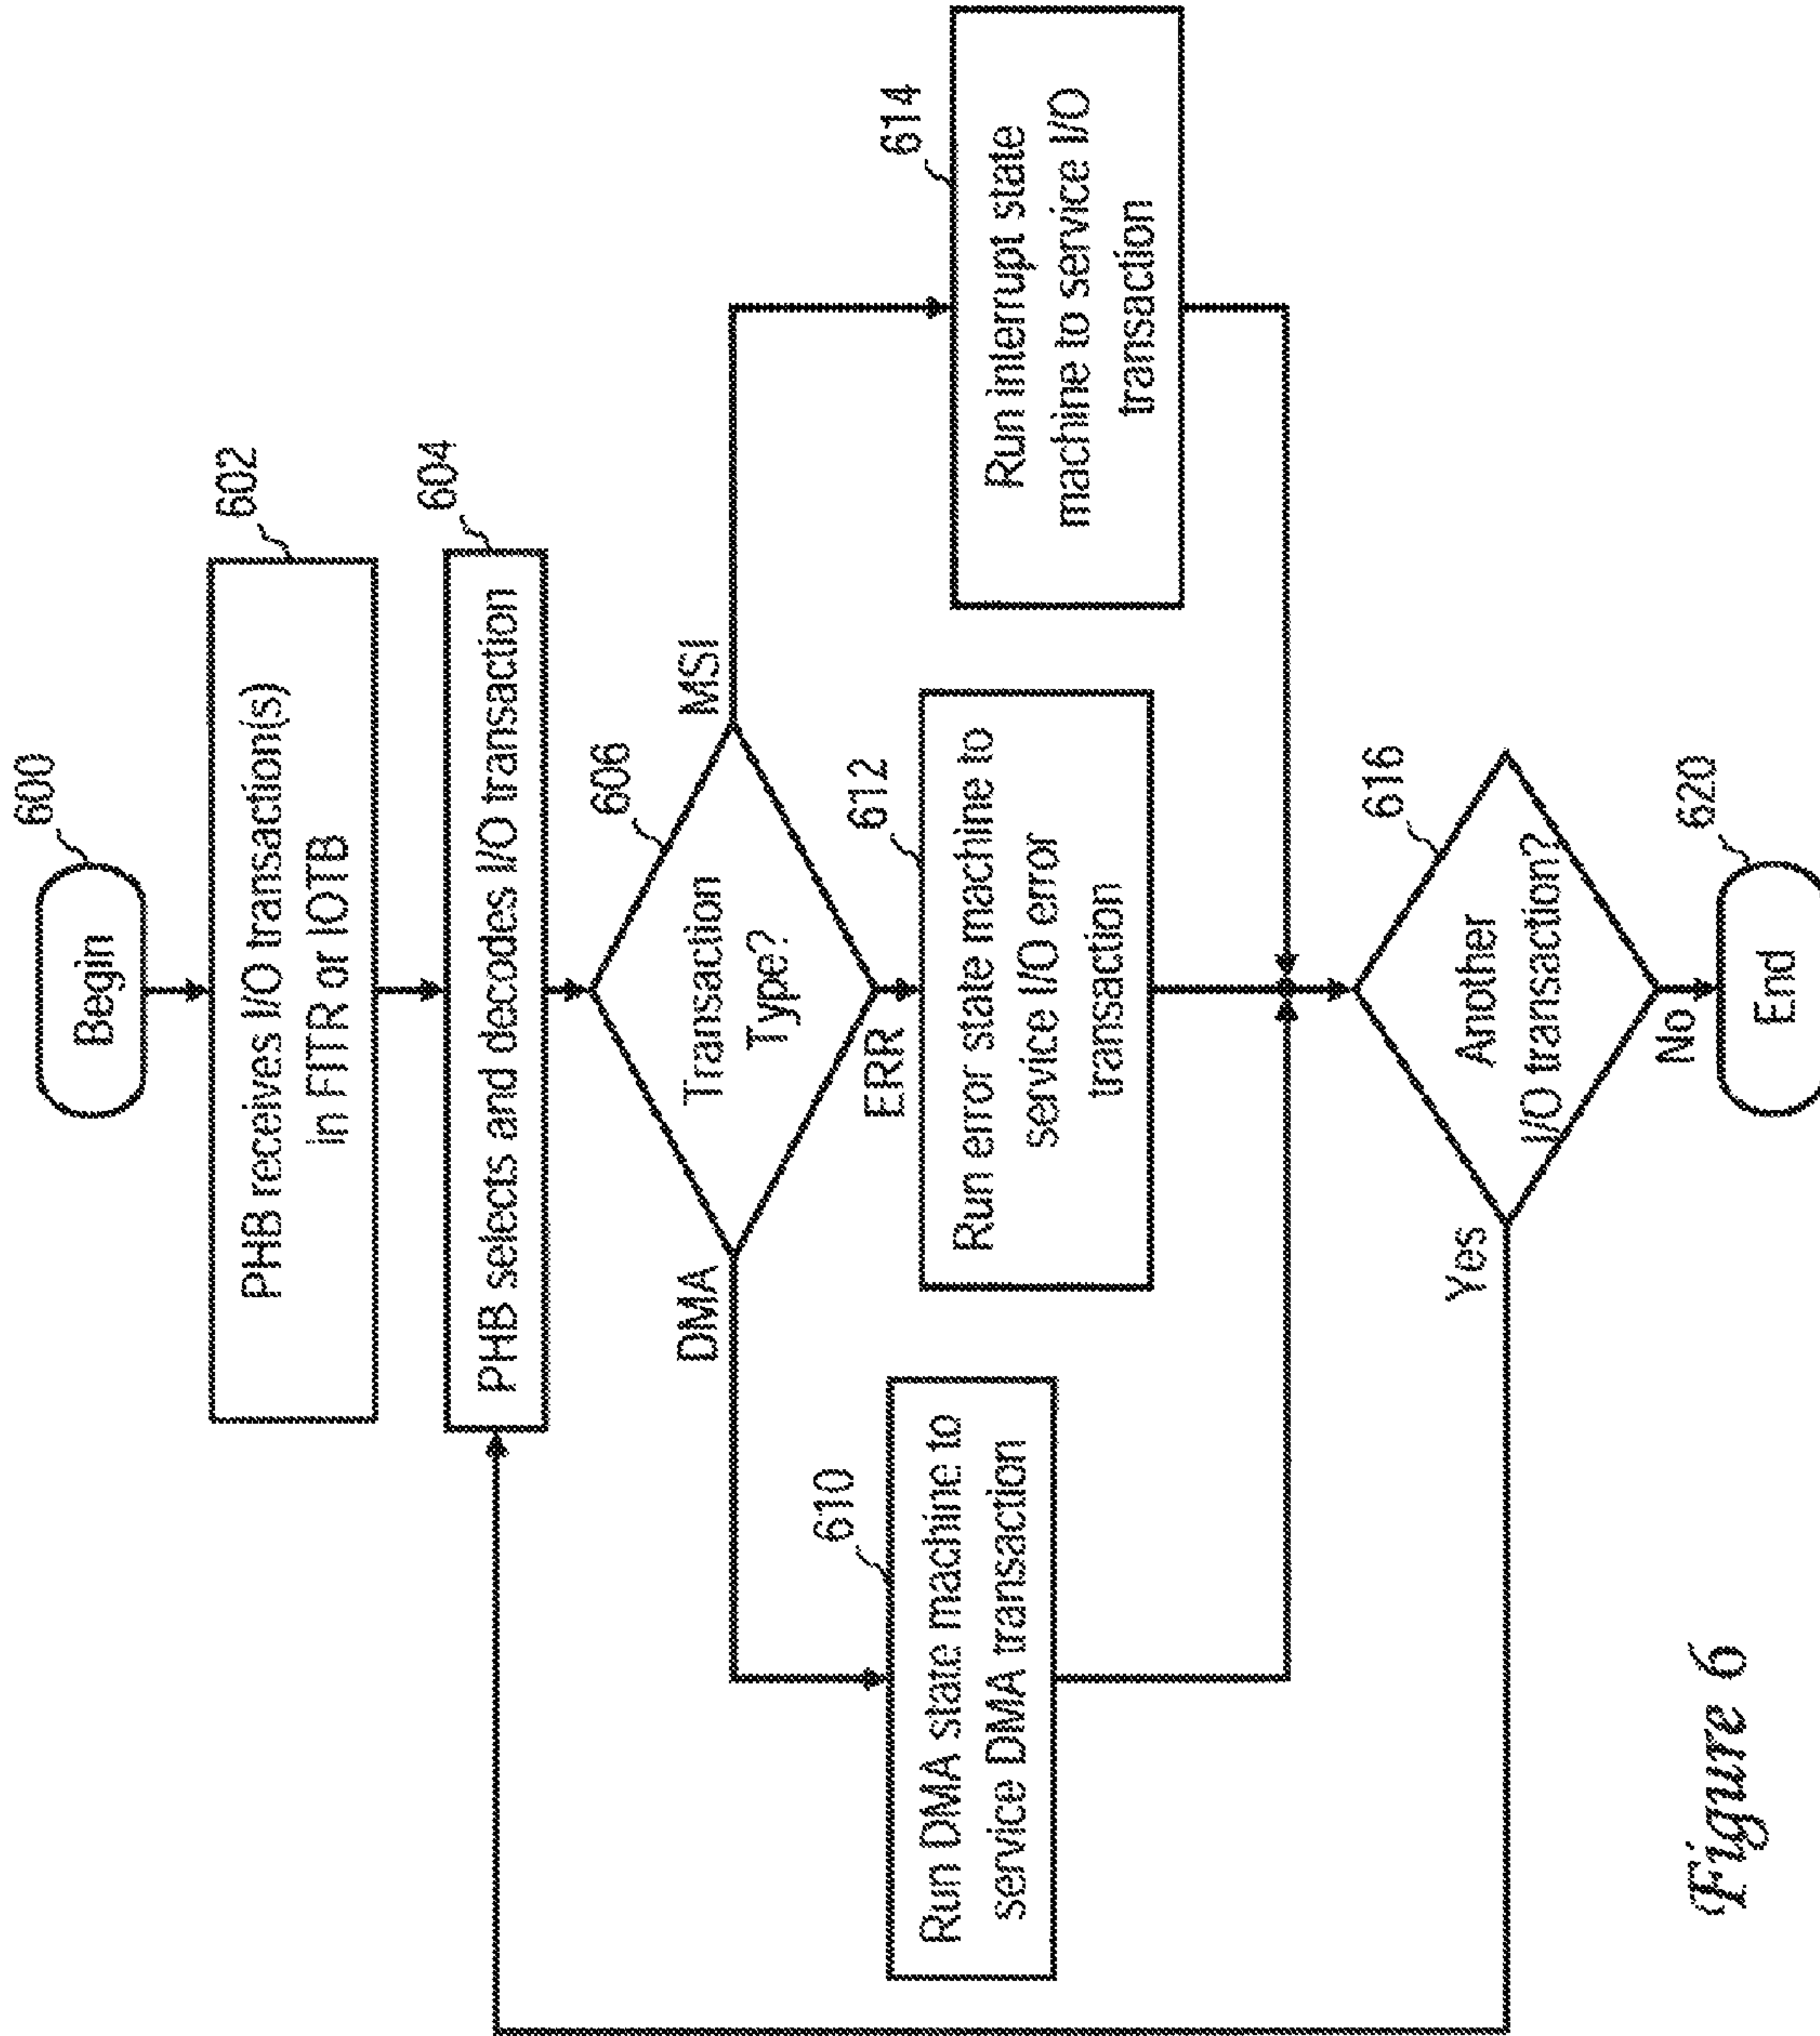 600
Begin
602
PHB receives I/O transaction(s)
in FITR or IOTB
604
PHB selects and decodes I/O transaction
606
Transaction
Type?
DMA
MSI
ERR
610
Run DMA state machine to
service DMA transaction
612
Run error state machine to
service I/O error
transaction
614
Run interrupt state
machine to service I/O
transaction
616
Another
I/O transaction?
Yes
No
620
End
Figure 6